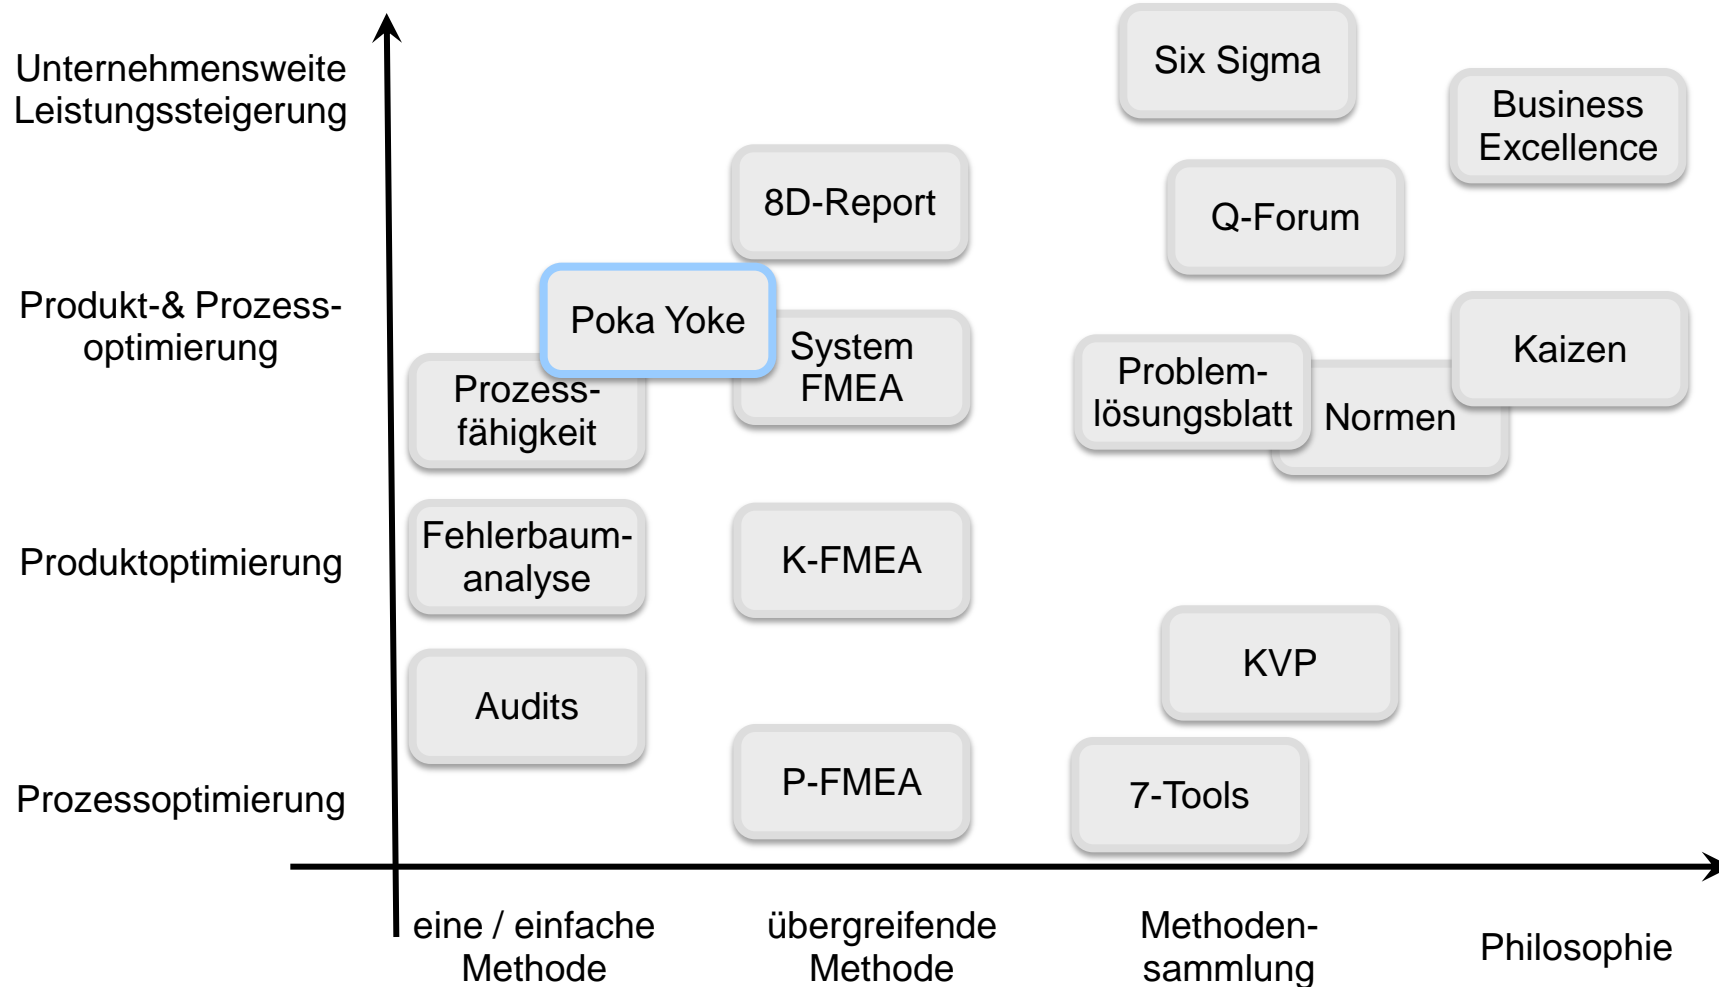 Unternehmensweite
Leistungssteigerung
Six Sigma
Business
Excellence
8D-Report
Q-Forum
Produkt-& Prozess-
optimierung
Poka Yoke
System
FMEA
Prozess-
fähigkeit
Problem-
lösungsblatt
Normen
Kaizen
Produktoptimierung
Fehlerbaum-
analyse
K-FMEA
KVP
Audits
Prozessoptimierung
P-FMEA
7-Tools
eine / einfache
Methode
übergreifende
Methode
Methoden-
sammlung
Philosophie